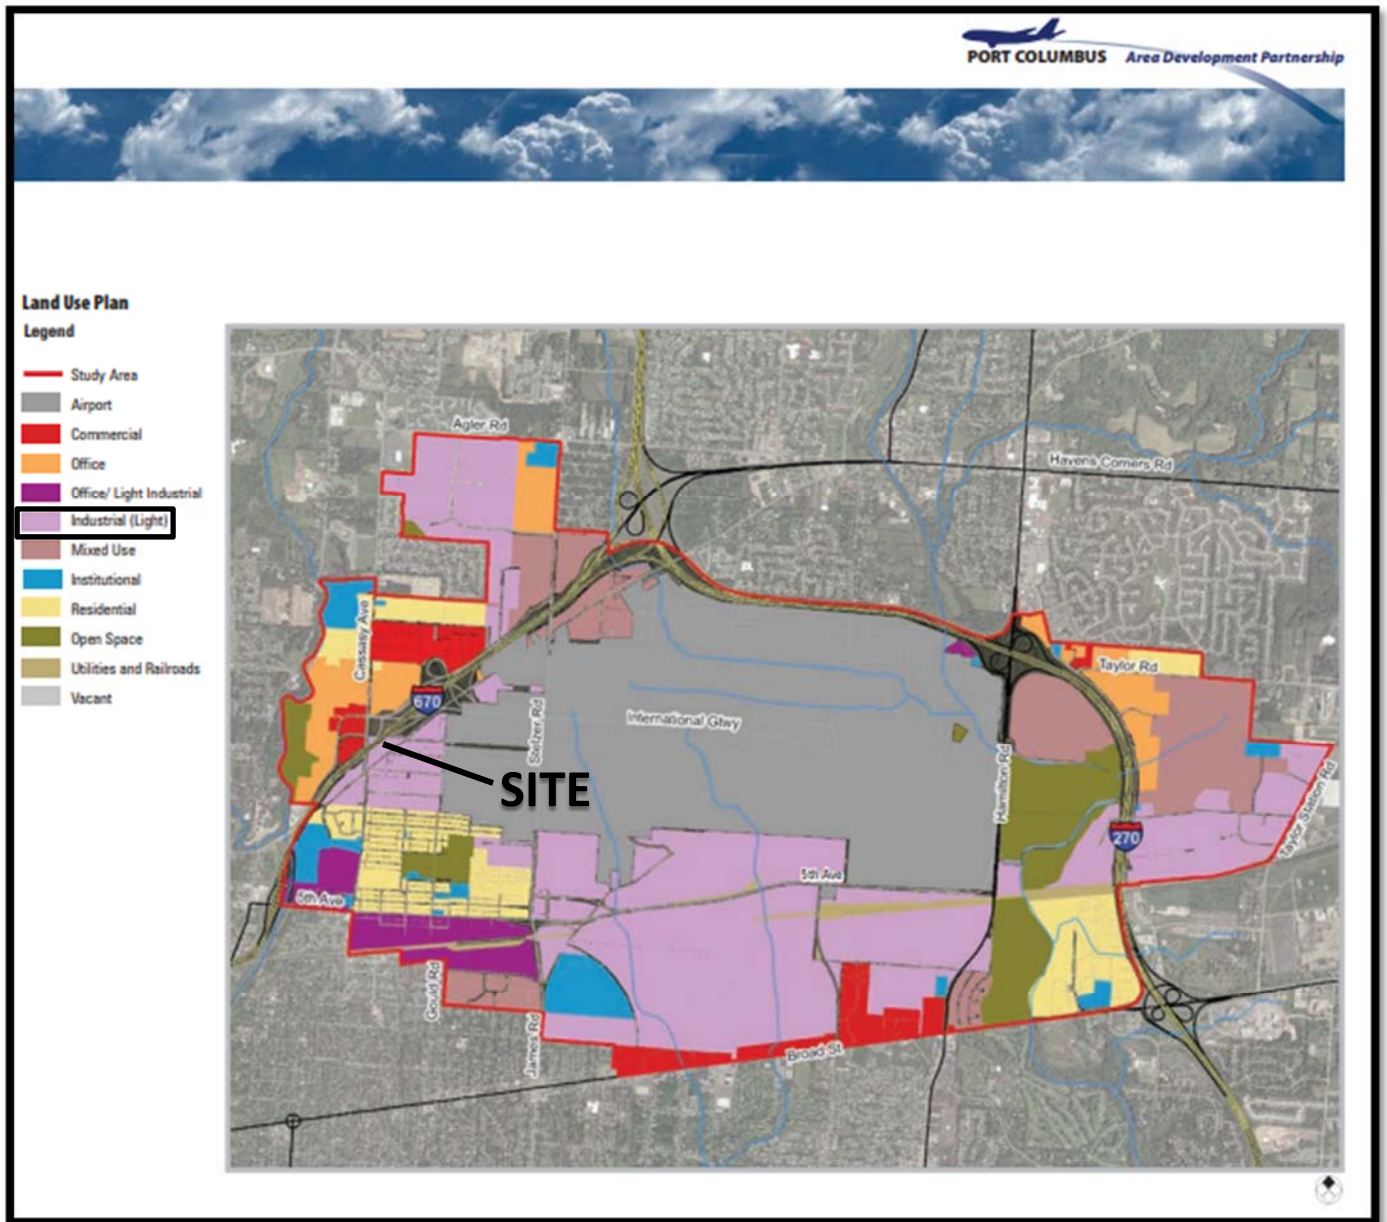 PORT COLUMBUS Area Development Partnership
Land Use Plan
Legend
Study Area
Airport
Commercial
Office
Office/ Light Industrial
Industrial (Light)
Mixed Use
Institutional
Residential
Open Space
Utilities and Railroads
Vacant
Agler Rd
Havens Corners Rd
Cassady Ave
Taylor Rd
670
Stelzer Rd
International Gtwy
SITE
Hamilton Rd
Taylor Station Rd
270
5th Ave
5th Ave
Gould Rd
James Rd
Broad St